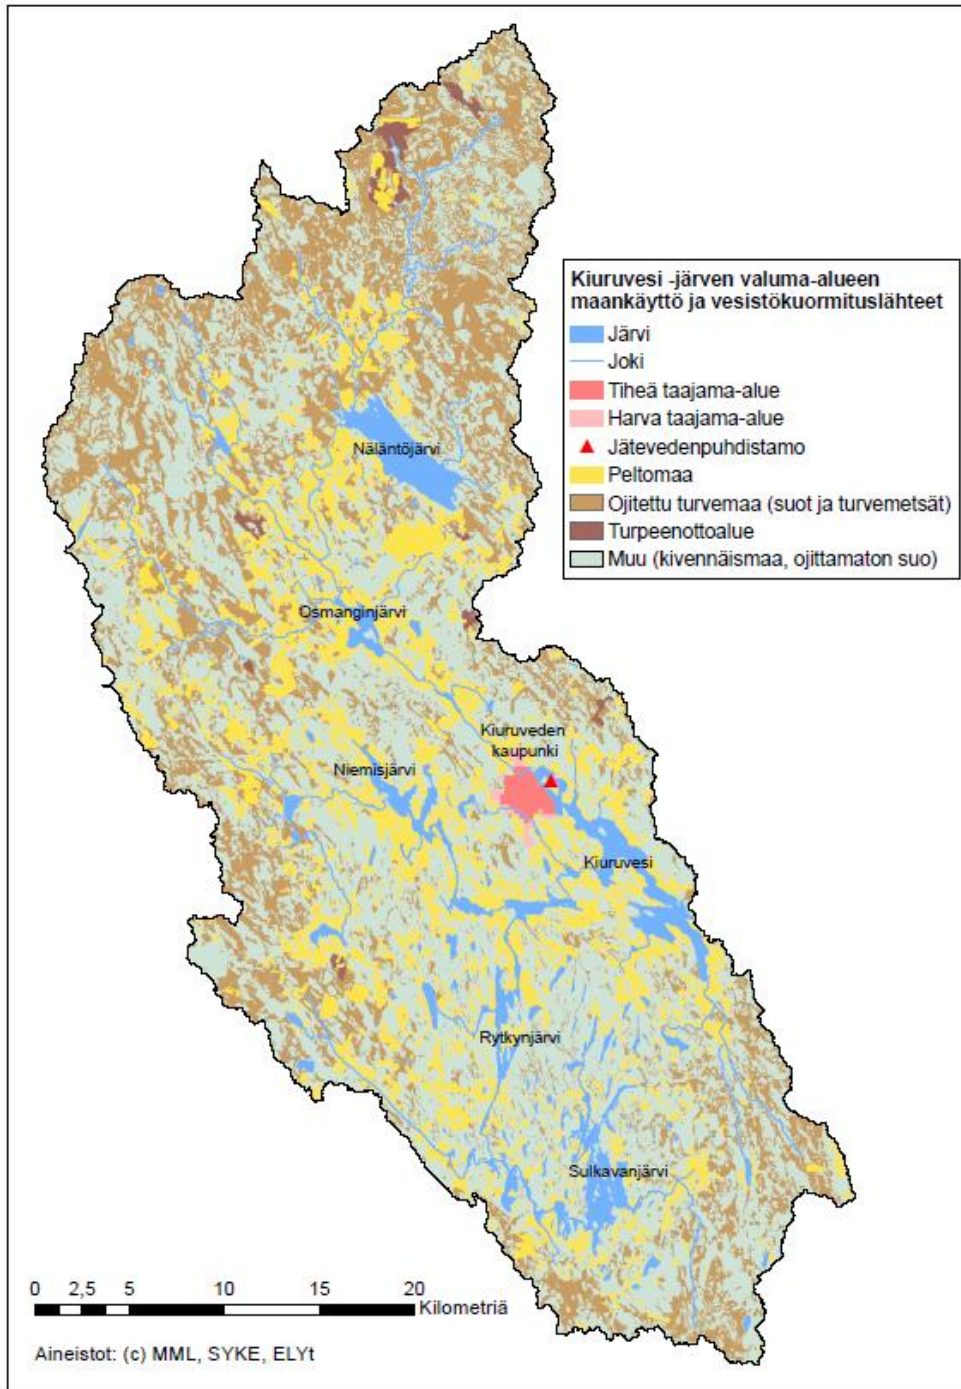 Kiuruvesi -järven valuma-alueen
maankäyttö ja vesistökuormituslähteet
Järvi
Joki
Tiheä taajama-alue
Harva taajama-alue
Jätevedenpuhdistamo
Peltomaa
Ojitettu turvemaa (suot ja turvemetsät)
Turpeenottoalue
Muu (kivennäismaa, ojittamaton suo)
Näläntöjärvi
Osmanginjärvi
Kiuruveden
kaupunki
Niemisjärvi
Kiuruvesi
Rytkynjärvi
Sulkavanjärvi
0 2,5 5 10 15 20
Kilometriä
Aineistot: (c) MML, SYKE, ELYt